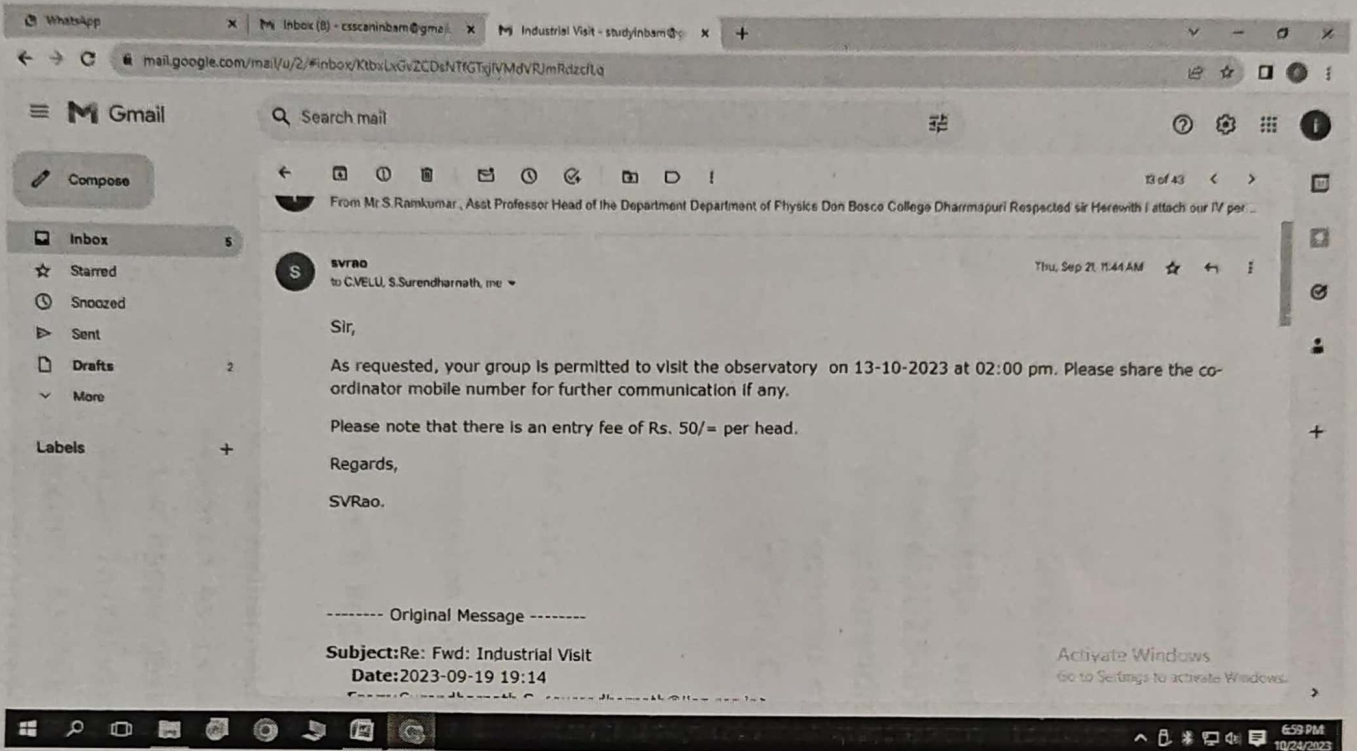 WhatsApp
Inbox (8) - csscaninbam@gmai
Industrial Visit - studyinbam@g
Gmail
Search mail
Compose
13 of 43
From Mr.S.Ramkumar., Asst Professor Head of the Department Department of Physics Don Bosco College Dharrmapuri Respected sir Herewith I attach our IV per...
Inbox 5
Starred
Snoozed
Sent
Drafts 2
More
Labels
S
svrao
Thu, Sep 21, 11:44 AM
to C.VELU, S.Surendharnath, me
Sir,
As requested, your group is permitted to visit the observatory on 13-10-2023 at 02:00 pm. Please share the co-
ordinator mobile number for further communication if any.
Please note that there is an entry fee of Rs. 50/= per head.
Regards,
SVRao.
-------- Original Message --------
Subject:Re: Fwd: Industrial Visit
Date:2023-09-19 19:14
Activate Windows
Go to Settings to activate Windows.
6:59 PM
10/24/2023